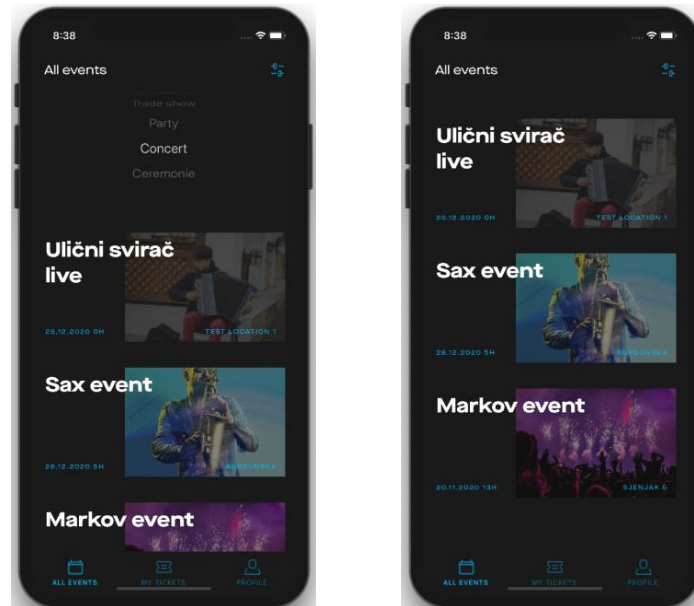 8:38
All events
Trade show
Party
Concert
Ceremonie
Ulični svirač
live
25.12.2020 0H
TEST LOCATION 1
Sax event
28.12.2020 5H
Markov event
ALL EVENTS
MY TICKETS
PROFILE
8:38
All events
Ulični svirač
live
25.12.2020 0H
TEST LOCATION 1
Sax event
28.12.2020 5H
Markov event
20.11.2020 13H
SJENJAK 6
ALL EVENTS
MY TICKETS
PROFILE